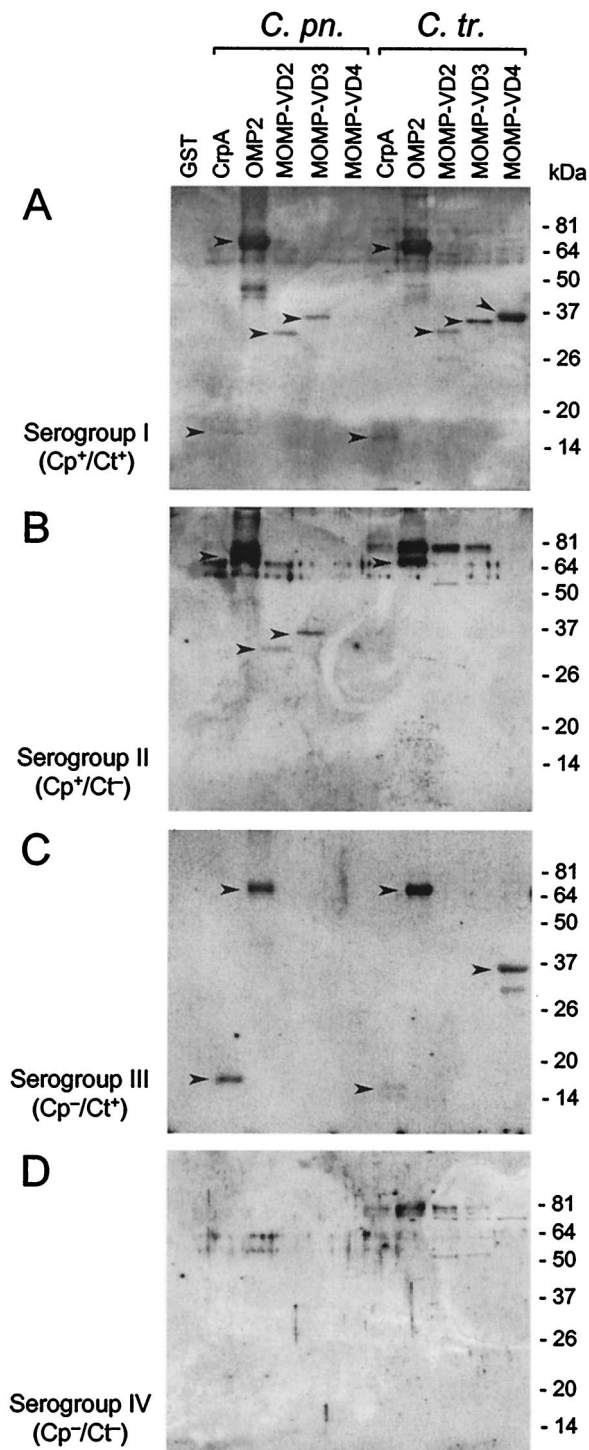 C. pn. C. tr.
GST CrpA OMP2 MOMP-VD2 MOMP-VD3 MOMP-VD4 CrpA OMP2 MOMP-VD2 MOMP-VD3 MOMP-VD4 kDa
A
- 81
- 64
- 50
- 37
- 26
- 20
Serogroup I
(Cp⁺/Ct⁺)
- 14
B
- 81
- 64
- 50
- 37
- 26
- 20
Serogroup II
(Cp⁺/Ct⁻)
- 14
C
- 81
- 64
- 50
- 37
- 26
- 20
Serogroup III
(Cp⁻/Ct⁺)
- 14
D
- 81
- 64
- 50
- 37
- 26
- 20
Serogroup IV
(Cp⁻/Ct⁻)
- 14